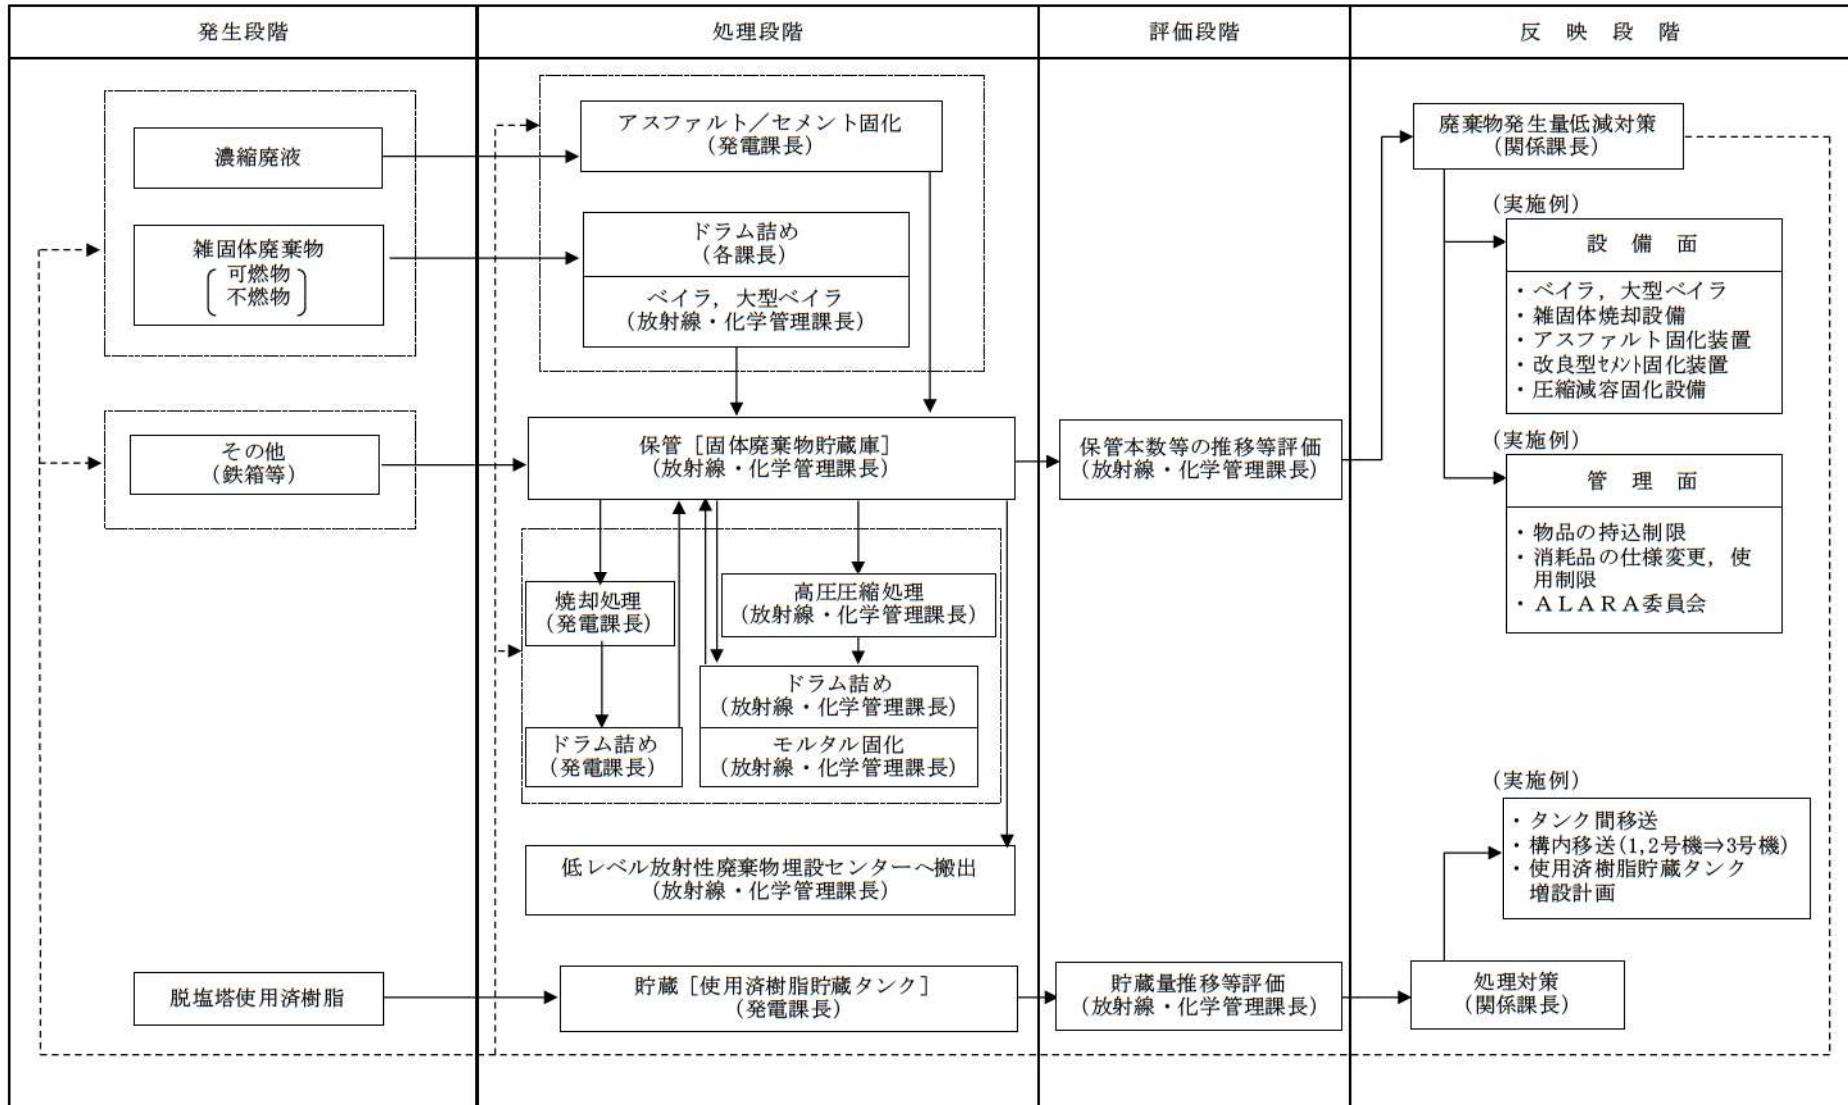 発生段階
処理段階
評価段階
反映段階
濃縮廃液
雑固体廃棄物
可燃物
不燃物
その他
(鉄箱等)
脱塩塔使用済樹脂
アスファルト／セメント固化
(発電課長)
ドラム詰め
(各課長)
ベイラ，大型ベイラ
(放射線・化学管理課長)
保管［固体廃棄物貯蔵庫］
(放射線・化学管理課長)
焼却処理
(発電課長)
高圧圧縮処理
(放射線・化学管理課長)
ドラム詰め
(放射線・化学管理課長)
モルタル固化
(放射線・化学管理課長)
ドラム詰め
(発電課長)
低レベル放射性廃棄物埋設センターへ搬出
(放射線・化学管理課長)
貯蔵［使用済樹脂貯蔵タンク］
(発電課長)
保管本数等の推移等評価
(放射線・化学管理課長)
貯蔵量推移等評価
(放射線・化学管理課長)
廃棄物発生量低減対策
(関係課長)
(実施例)
設備面
・ベイラ，大型ベイラ
・雑固体焼却設備
・アスファルト固化装置
・改良型ｾﾒﾝﾄ固化装置
・圧縮減容固化設備
(実施例)
管理面
・物品の持込制限
・消耗品の仕様変更，使
用制限
・ＡＬＡＲＡ委員会
(実施例)
・タンク間移送
・構内移送(1,2号機⇒3号機)
・使用済樹脂貯蔵タンク
増設計画
処理対策
(関係課長)